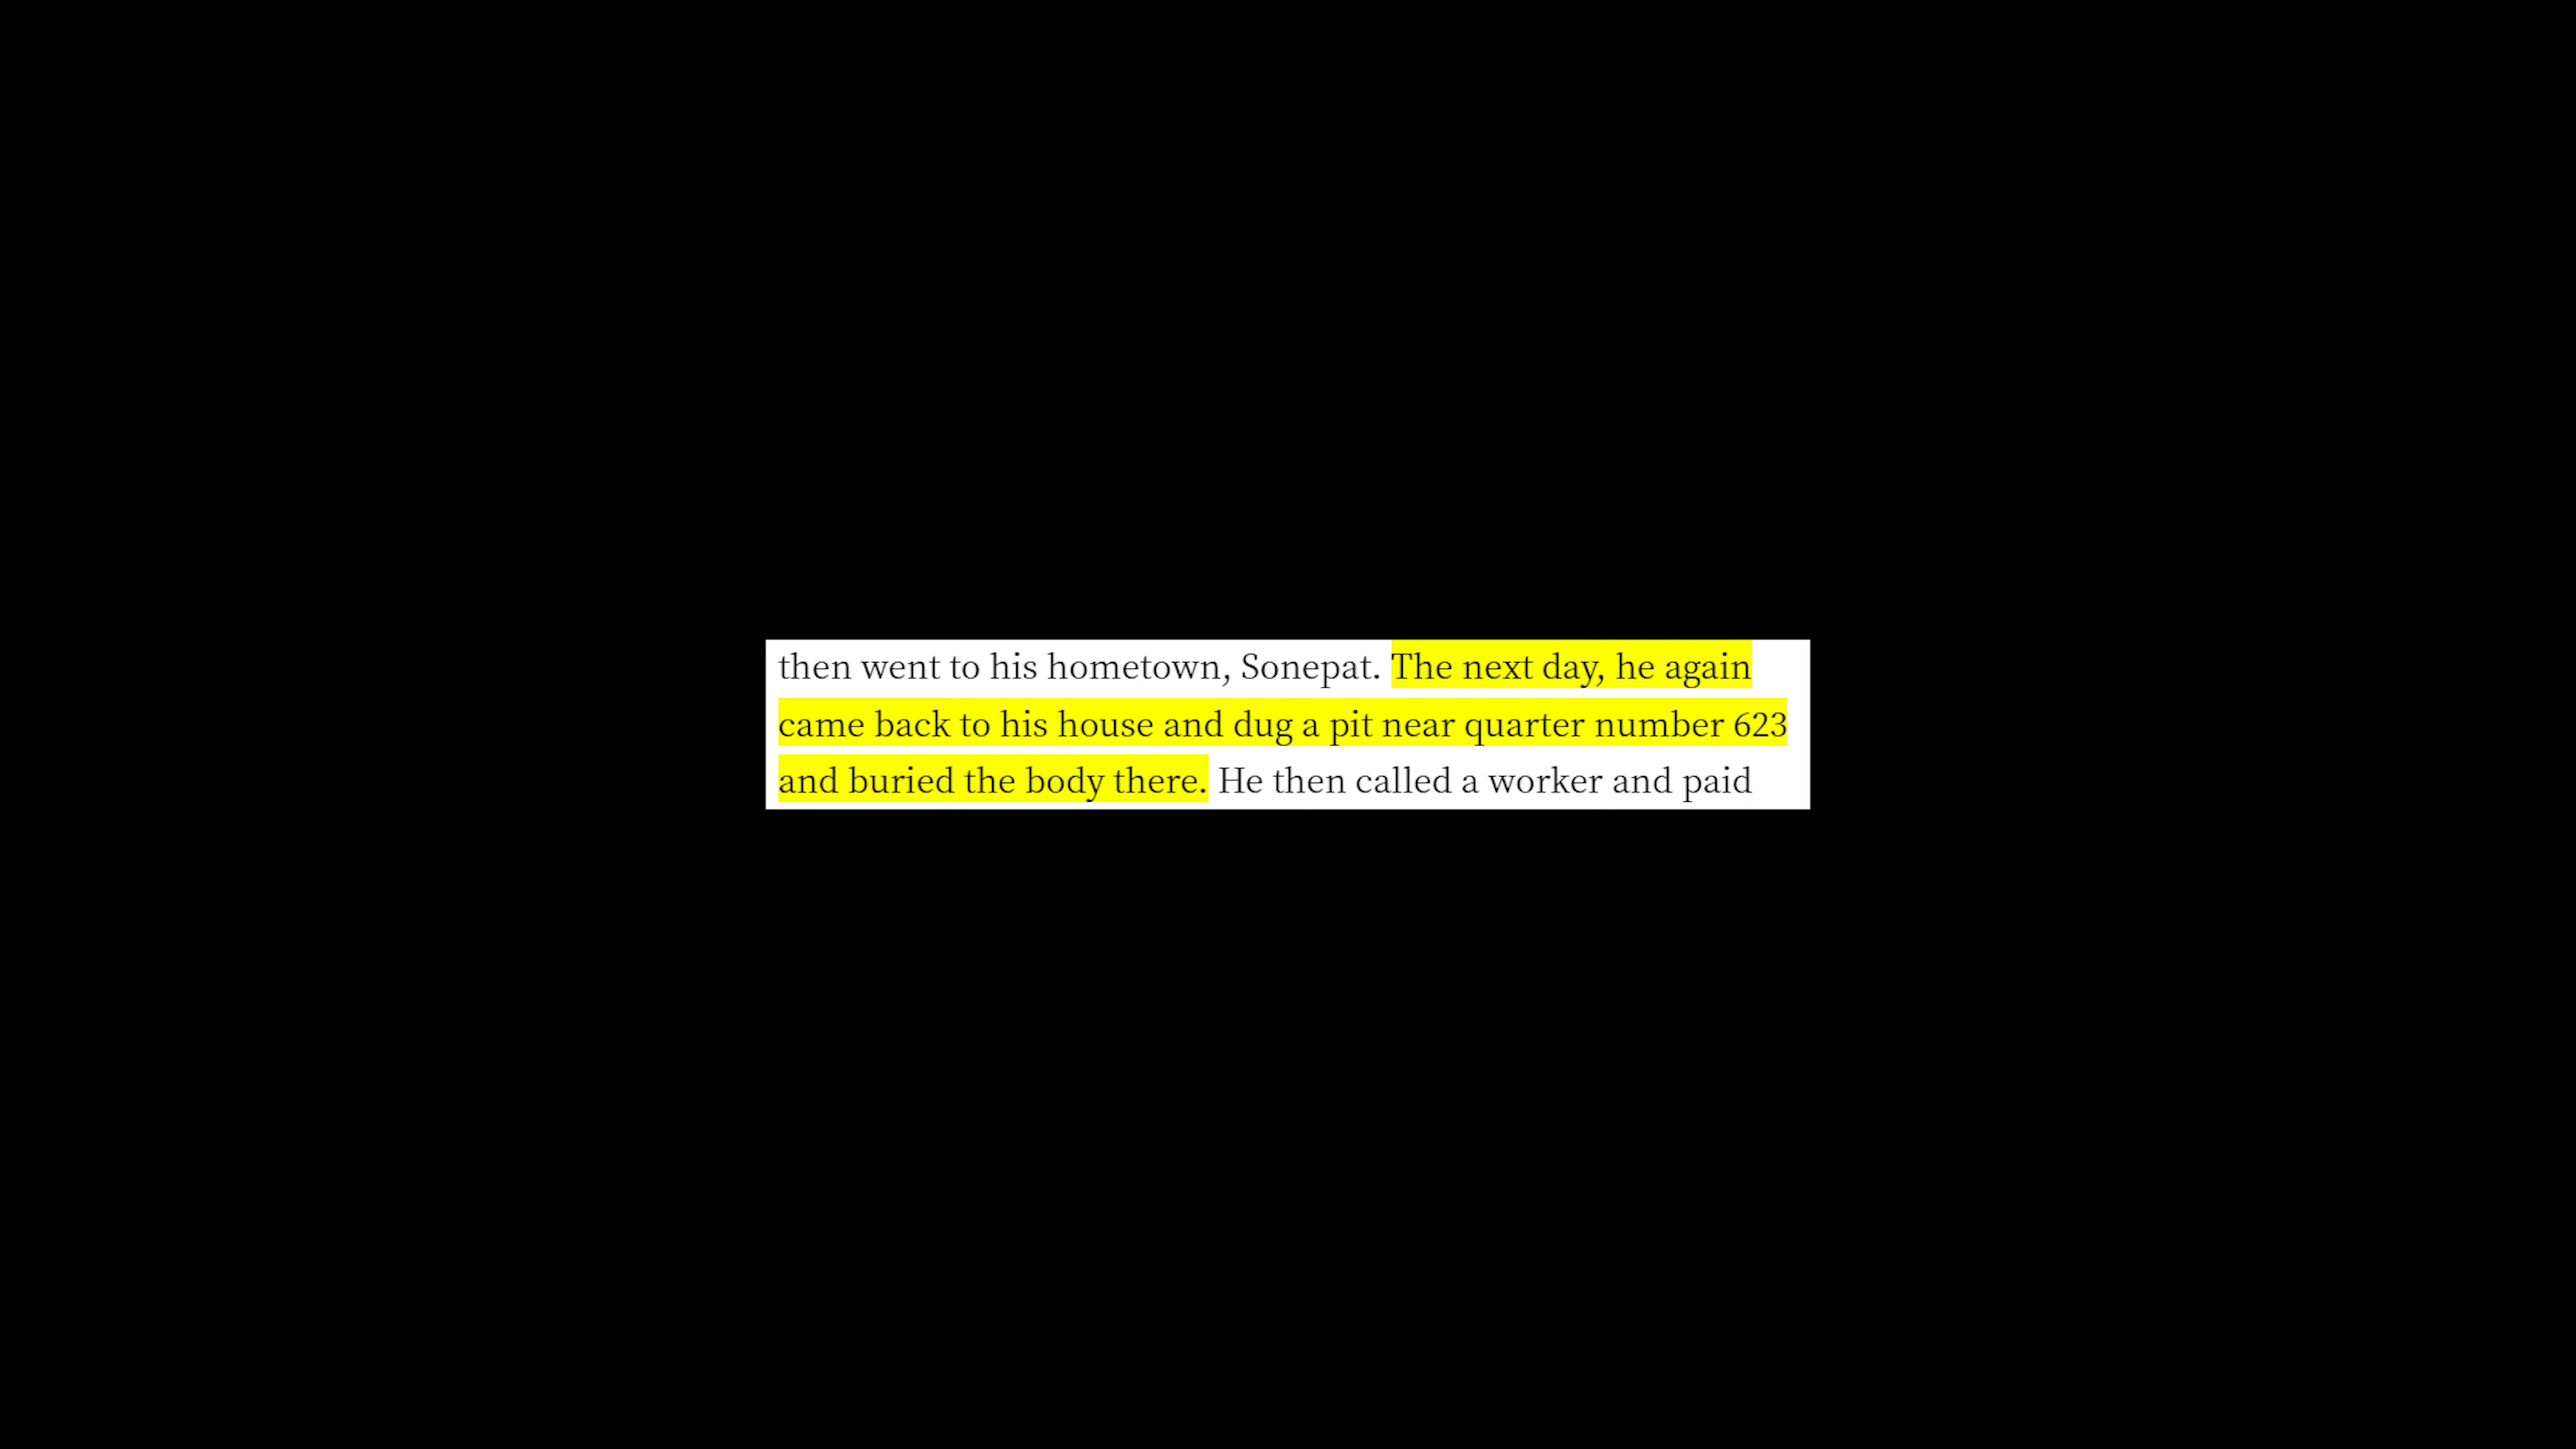 then went to his hometown, Sonepat. The next day, he again
came back to his house and dug a pit near quarter number 623
and buried the body there. He then called a worker and paid